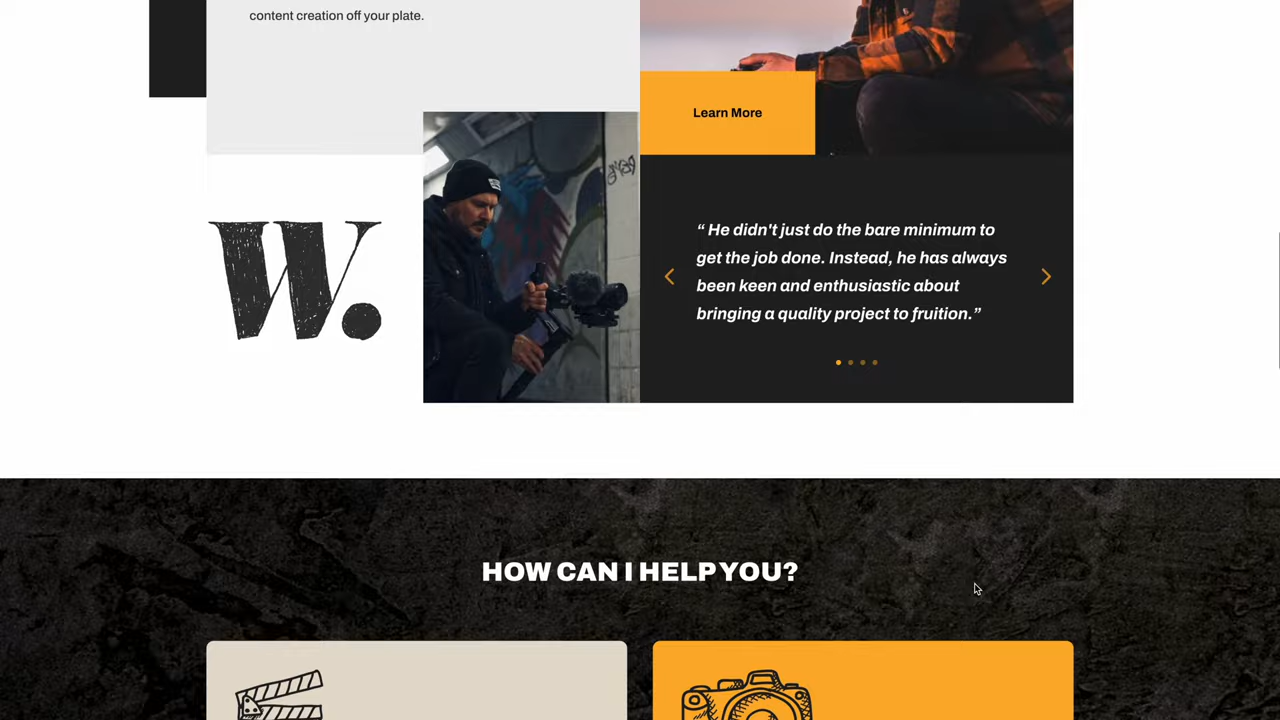 content creation off your plate.
Learn More
W.
“ He didn't just do the bare minimum to
get the job done. Instead, he has always
been keen and enthusiastic about
bringing a quality project to fruition.”
HOW CAN I HELP YOU?